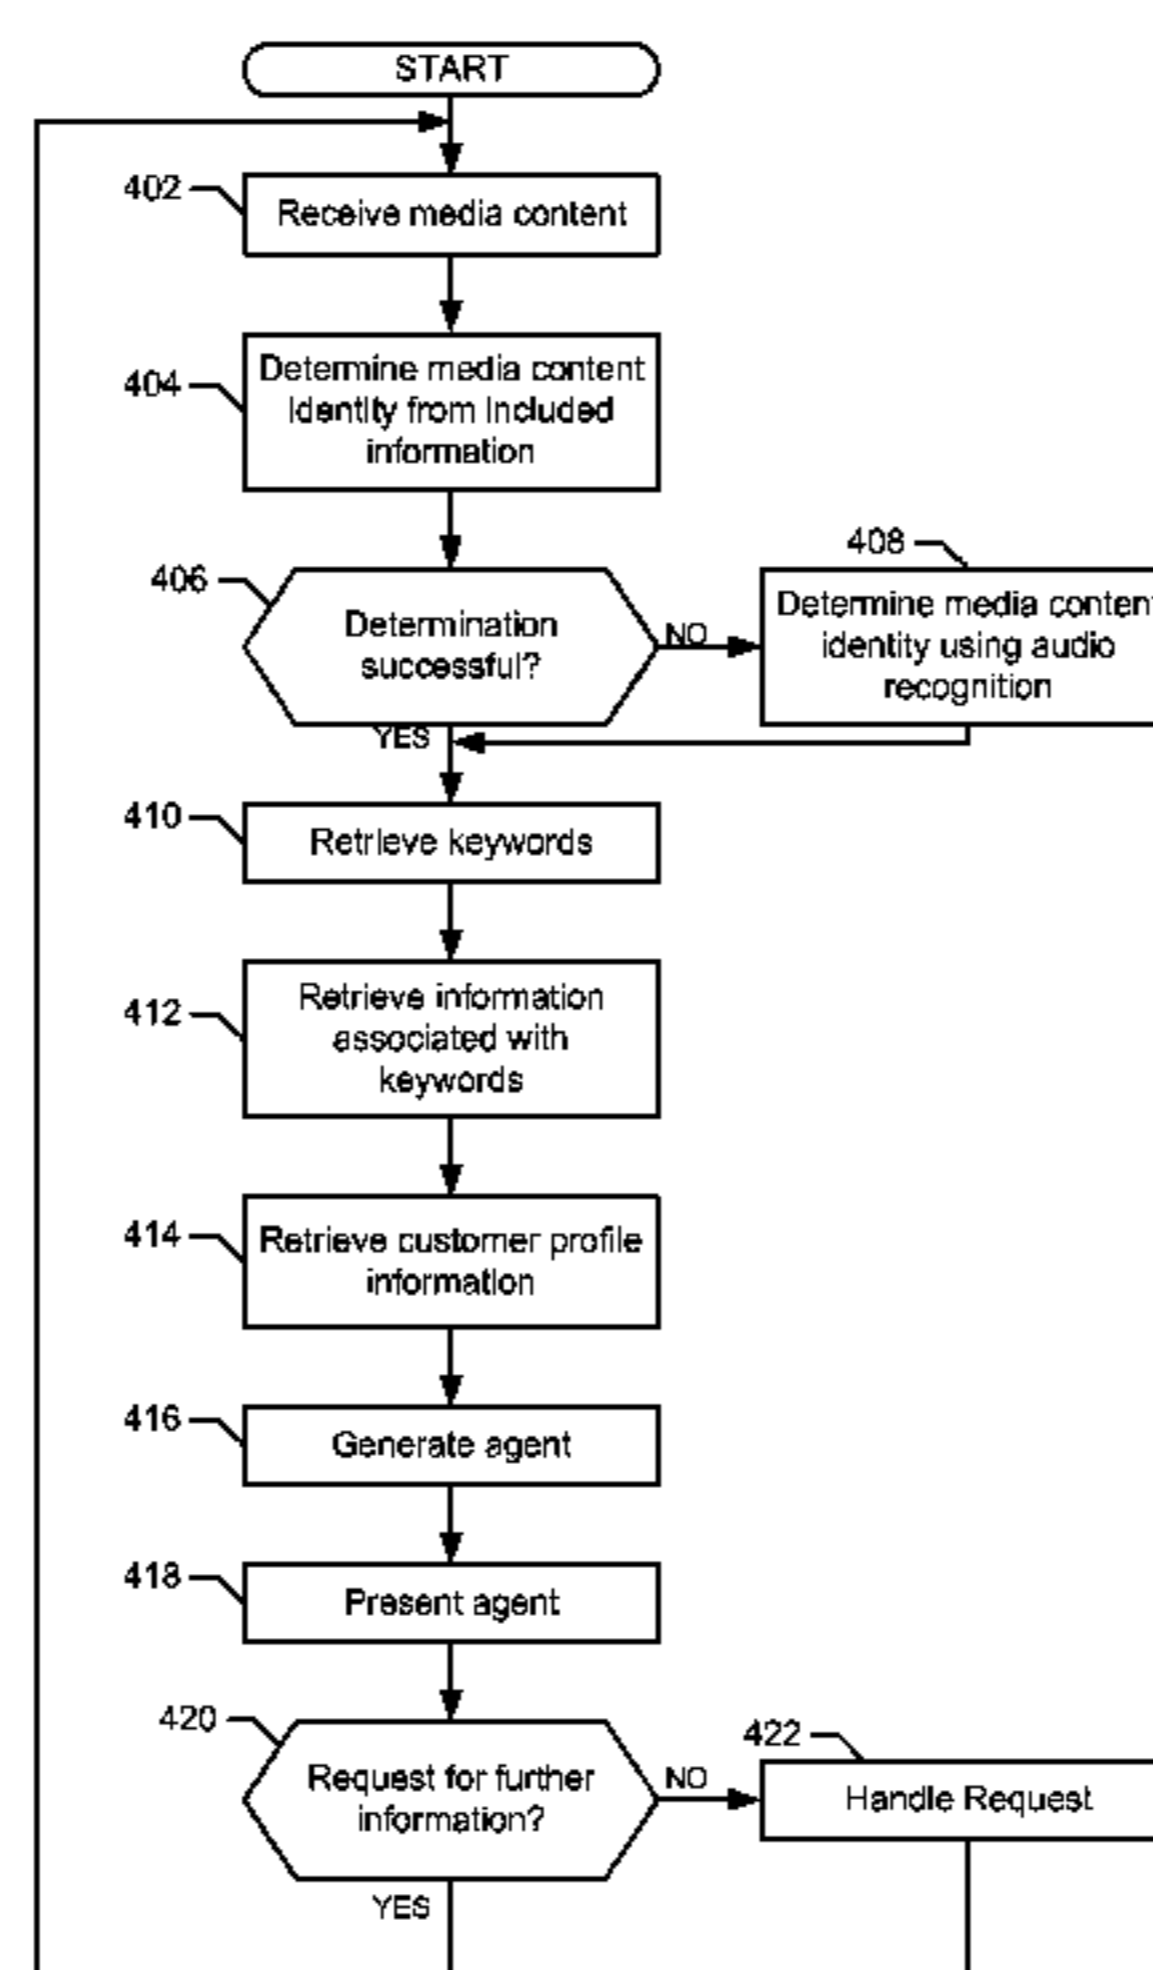 START
402
Receive media content
404
Determine media content
identity from included
information
406
Determination
successful?
NO
408
Determine media content
identity using audio
recognition
YES
410
Retrieve keywords
412
Retrieve information
associated with
keywords
414
Retrieve customer profile
information
416
Generate agent
418
Present agent
420
Request for further
information?
NO
422
Handle Request
YES